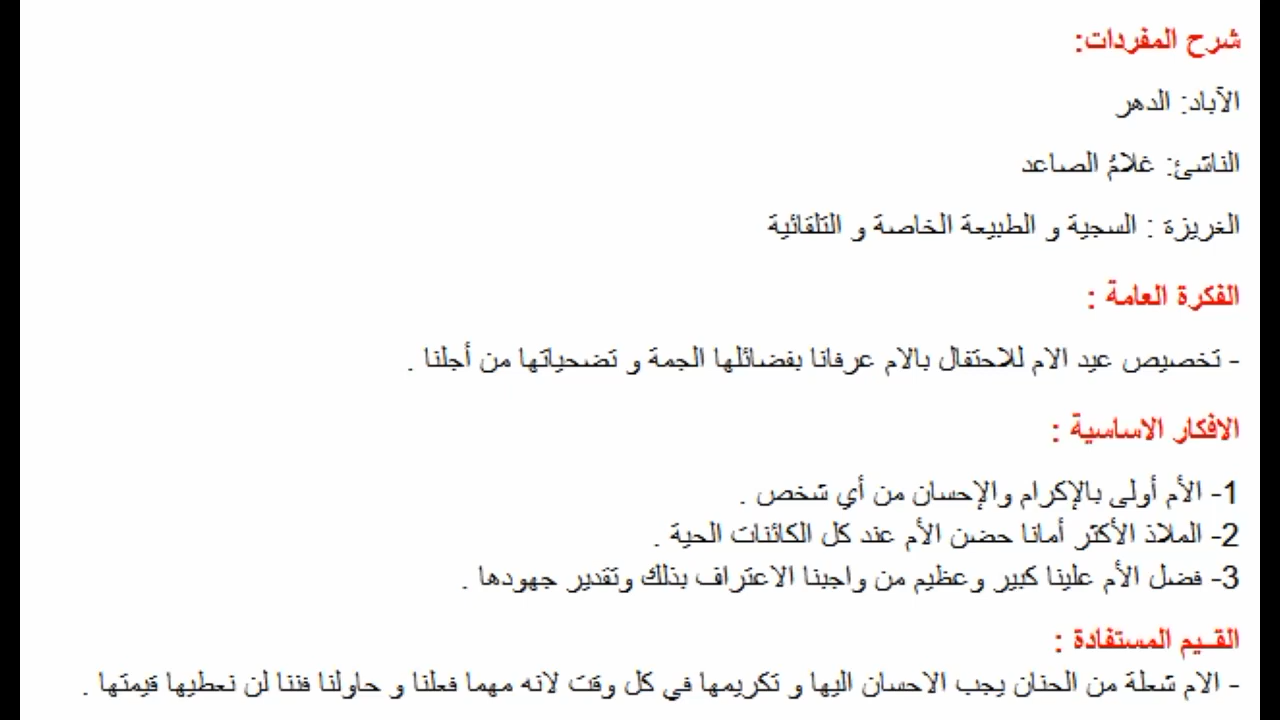 شرح المفردات:
الآباد: الدهر
الناشئ: غلامُ الصاعد
الغريزة : السجية و الطبيعة الخاصة و التلقائية
الفكرة العامة :
- تخصيص عيد الام للاحتفال بالام عرفانا بفضائلها الجمة و تضحياتها من أجلنا .
الافكار الاساسية :
1- الأم أولى بالإكرام والإحسان من أي شخص .
2- الملاذ الأكثر أمانا حضن الأم عند كل الكائنات الحية .
3- فضل الأم علينا كبير وعظيم من واجبنا الاعتراف بذلك وتقدير جهودها .
القــيم المستفادة :
- الام شعلة من الحنان يجب الاحسان اليها و تكريمها في كل وقت لانه مهما فعلنا و حاولنا فننا لن نعطيها قيمتها .